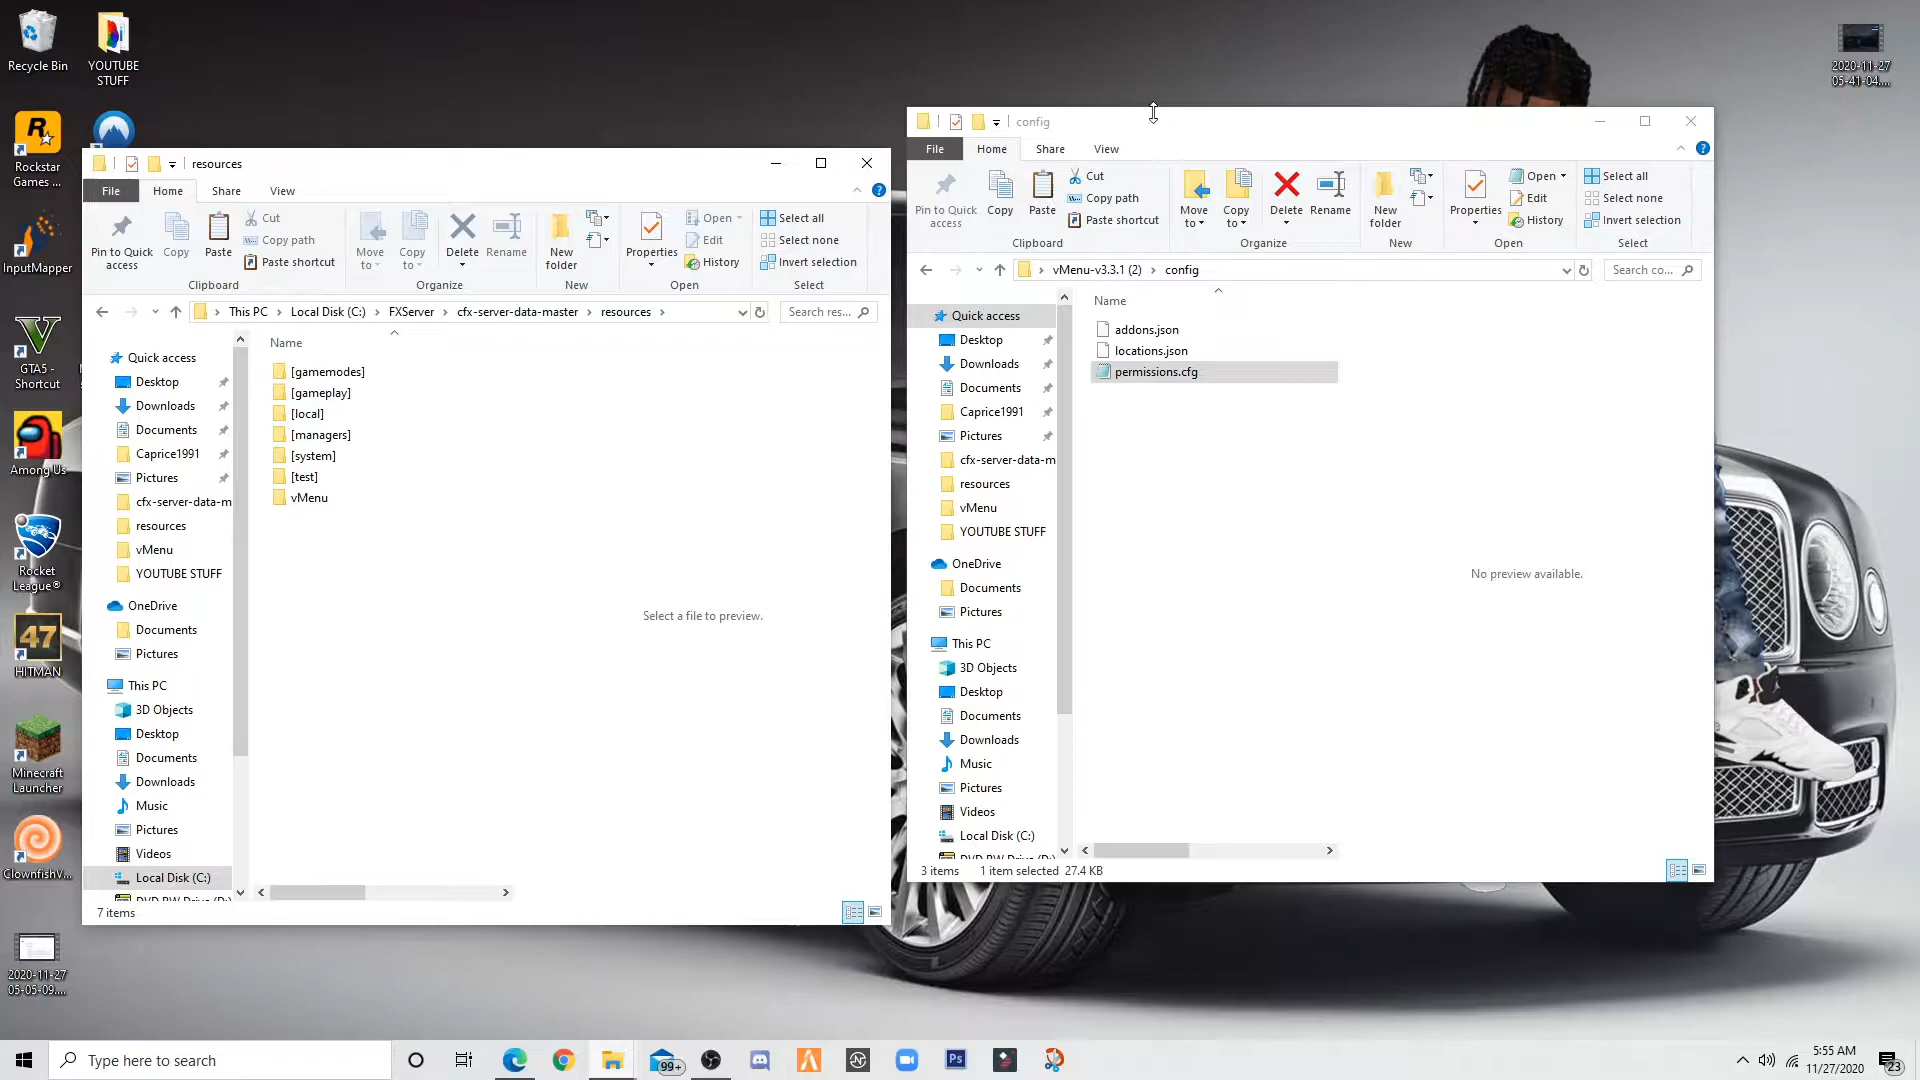 Recycle Bin
YOUTUBE
STUFF
Rockstar
Games ...
InputMapper
GTA5 -
Shortcut
Among Us
Rocket
League®
47
HITMAN
Minecraft
Launcher
ClownfishV...
2020-11-27
05-05-09....
2020-11-27
05-41-04....
resources
File
Home
Share
View
Pin to Quick
access
Copy
Paste
Cut
Copy path
Paste shortcut
Clipboard
Move
to
Copy
to
Delete
Rename
Organize
New
folder
New
Properties
Open
Edit
History
Open
Select all
Select none
Invert selection
Select
This PC
Local Disk (C:)
FXServer
cfx-server-data-master
resources
Search res...
Name
[gamemodes]
[gameplay]
[local]
[managers]
[system]
[test]
vMenu
Select a file to preview.
Quick access
Desktop
Downloads
Documents
Caprice1991
Pictures
cfx-server-data-m
resources
vMenu
YOUTUBE STUFF
OneDrive
Documents
Pictures
This PC
3D Objects
Desktop
Documents
Downloads
Music
Pictures
Videos
Local Disk (C:)
7 items
config
File
Home
Share
View
Pin to Quick
access
Copy
Paste
Cut
Copy path
Paste shortcut
Clipboard
Move
to
Copy
to
Delete
Rename
Organize
New
folder
New
Properties
Open
Edit
History
Open
Select all
Select none
Invert selection
Select
vMenu-v3.3.1 (2)
config
Search co...
Name
addons.json
locations.json
permissions.cfg
No preview available.
Quick access
Desktop
Downloads
Documents
Caprice1991
Pictures
cfx-server-data-m
resources
vMenu
YOUTUBE STUFF
OneDrive
Documents
Pictures
This PC
3D Objects
Desktop
Documents
Downloads
Music
Pictures
Videos
Local Disk (C:)
3 items
1 item selected 27.4 KB
Type here to search
99+
Ps
5:55 AM
11/27/2020
23